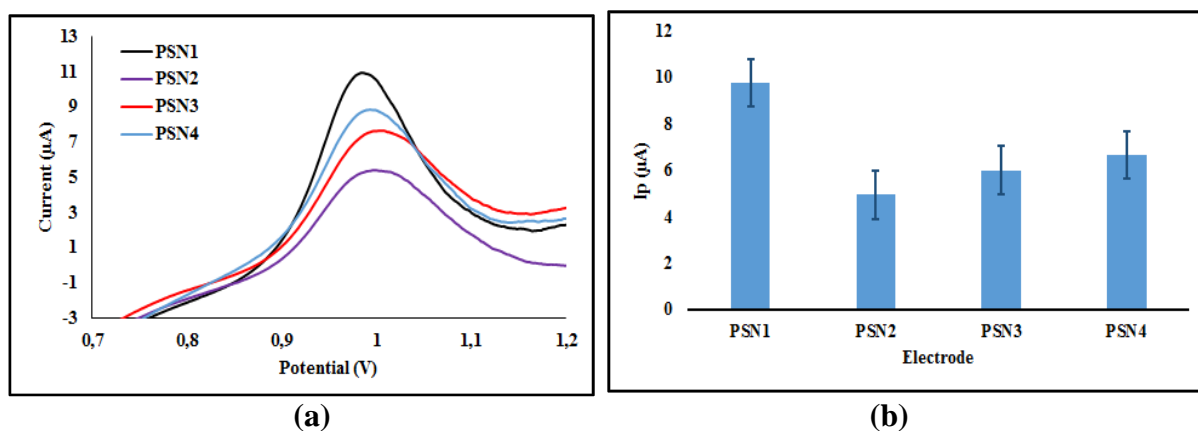 13
11
9
7
5
3
1
-1
-3
Current (µA)
PSN1
PSN2
PSN3
PSN4
0,7 0,8 0,9 1 1,1 1,2
Potential (V)
(a)
12
10
8
6
4
2
0
Ip (µA)
PSN1 PSN2 PSN3 PSN4
Electrode
(b)